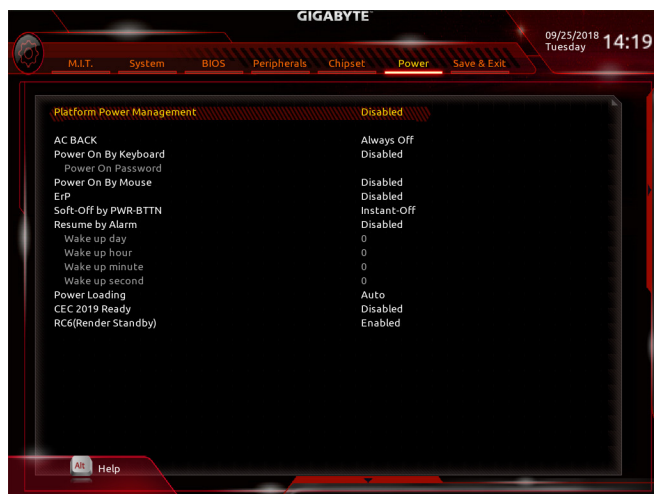 GIGABYTE
09/25/2018 14:19
Tuesday
M.I.T. System BIOS Peripherals Chipset Power Save & Exit
Platform Power Management Disabled
AC BACK Always Off
Power On By Keyboard Disabled
Power On Password
Power On By Mouse Disabled
ErP Disabled
Soft-Off by PWR-BTTN Instant-Off
Resume by Alarm Disabled
Wake up day 0
Wake up hour 0
Wake up minute 0
Wake up second 0
Power Loading Auto
CEC 2019 Ready Disabled
RC6(Render Standby) Enabled
Alt Help